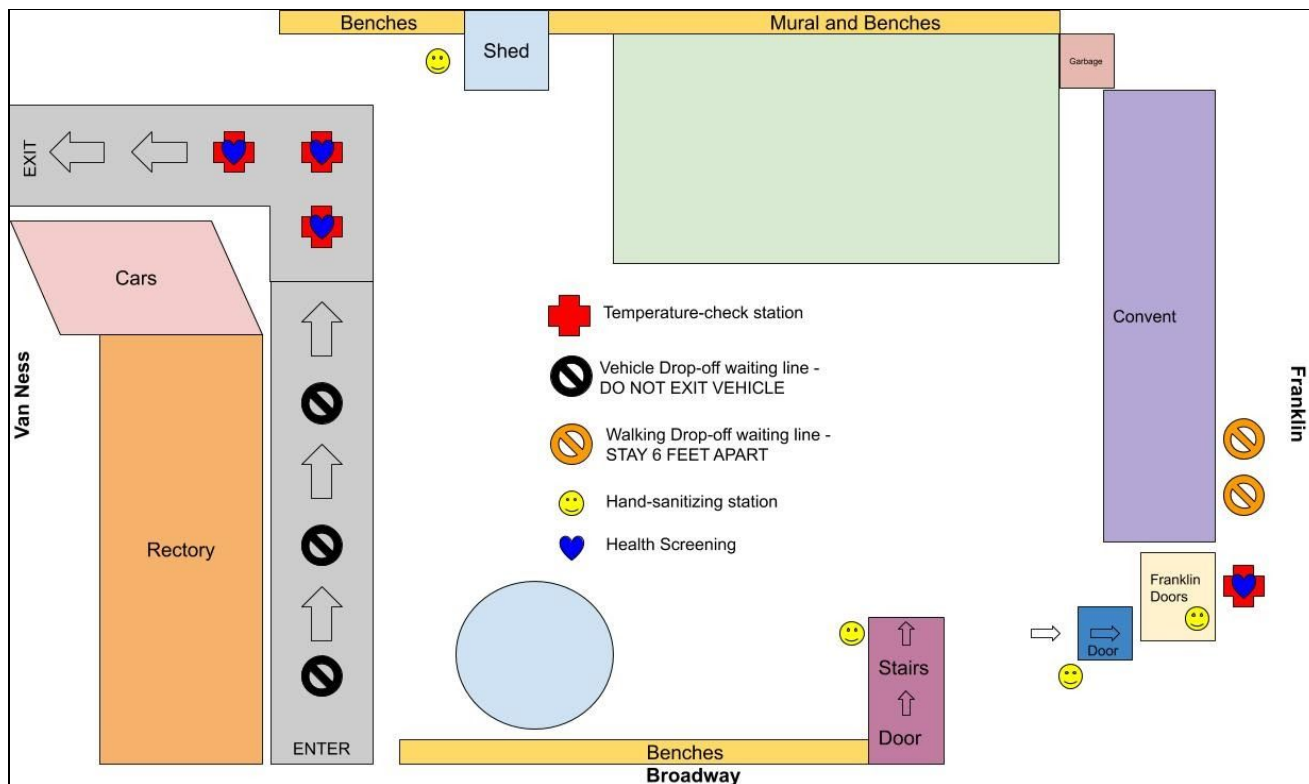 Benches
Shed
Mural and Benches
Garbage
EXIT
Cars
Convent
Van Ness
Franklin
Rectory
Temperature-check station
Vehicle Drop-off waiting line -
DO NOT EXIT VEHICLE
Walking Drop-off waiting line -
STAY 6 FEET APART
Hand-sanitizing station
Health Screening
Franklin
Doors
Door
Stairs
Door
ENTER
Benches
Broadway